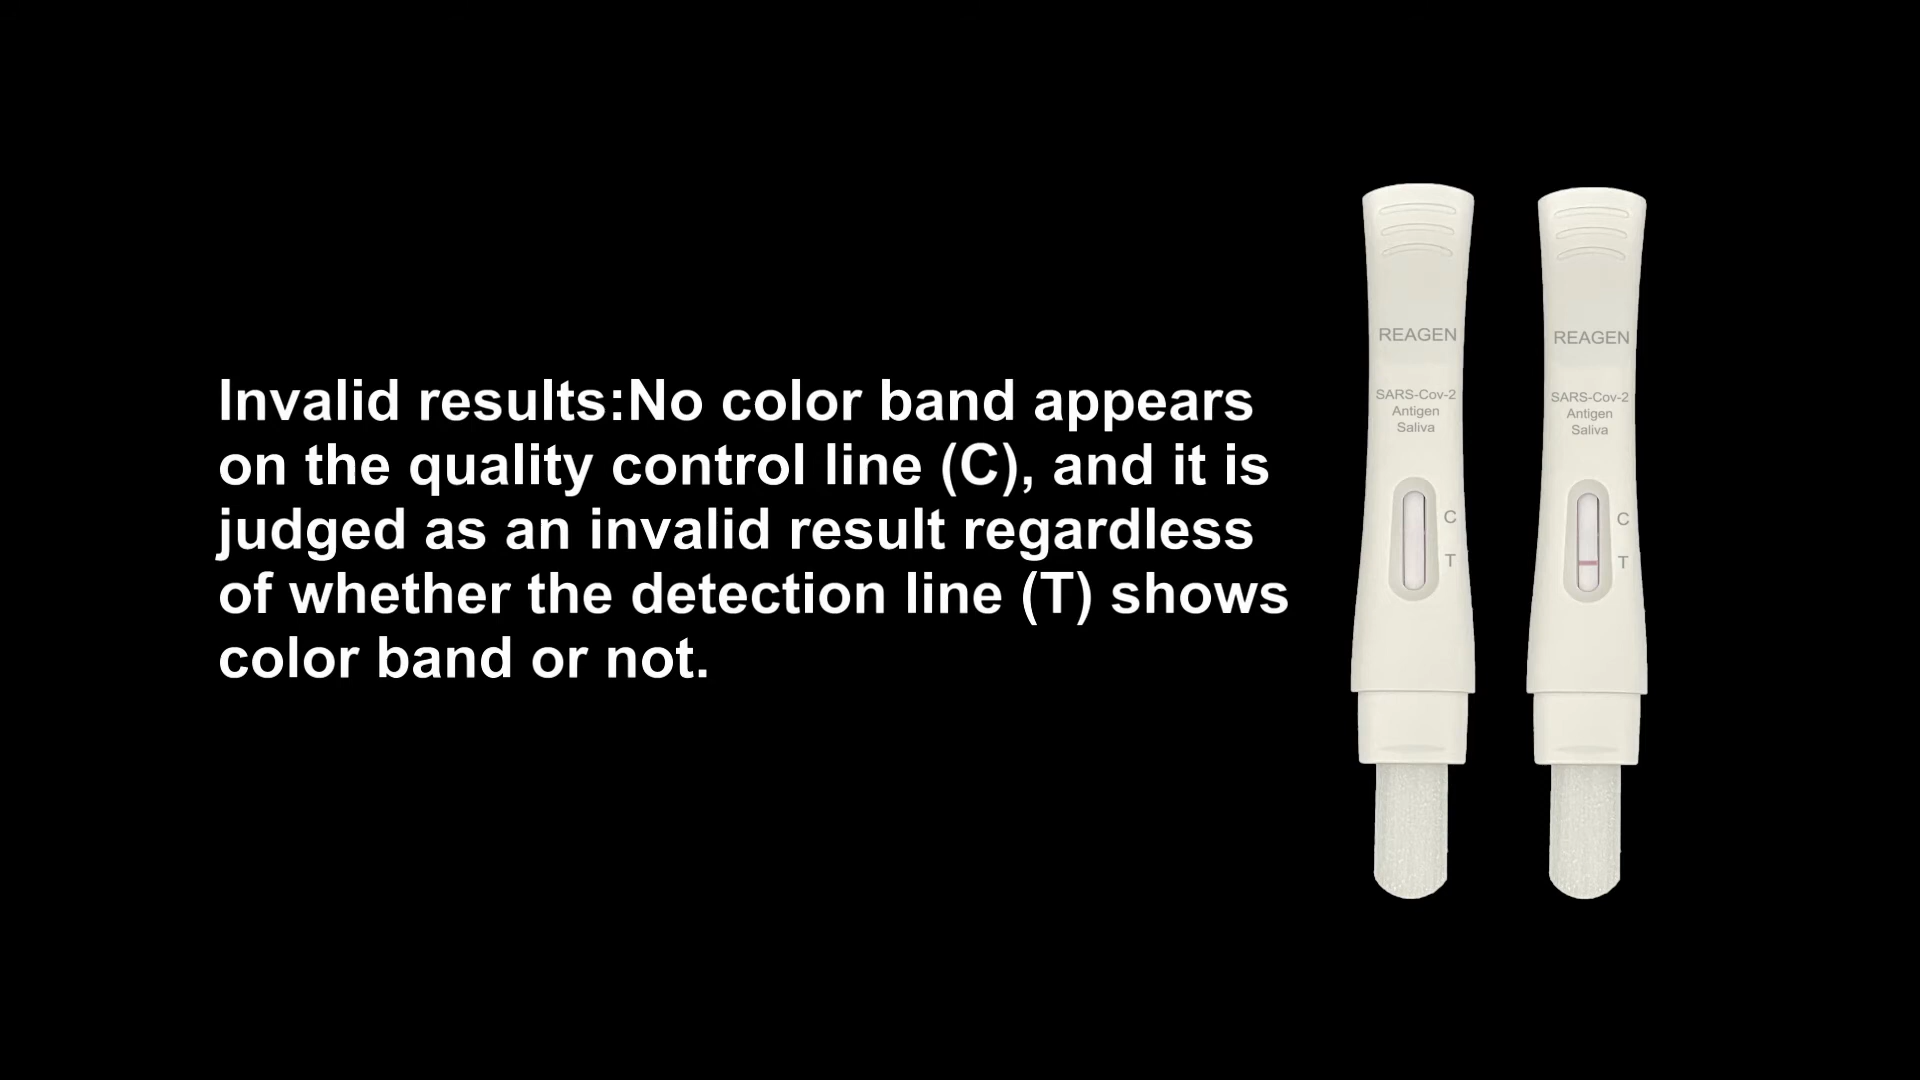 Invalid results:No color band appears
on the quality control line (C), and it is
judged as an invalid result regardless
of whether the detection line (T) shows
color band or not.
REAGEN
SARS-Cov-2
Antigen
Saliva
C
T
REAGEN
SARS-Cov-2
Antigen
Saliva
C
T